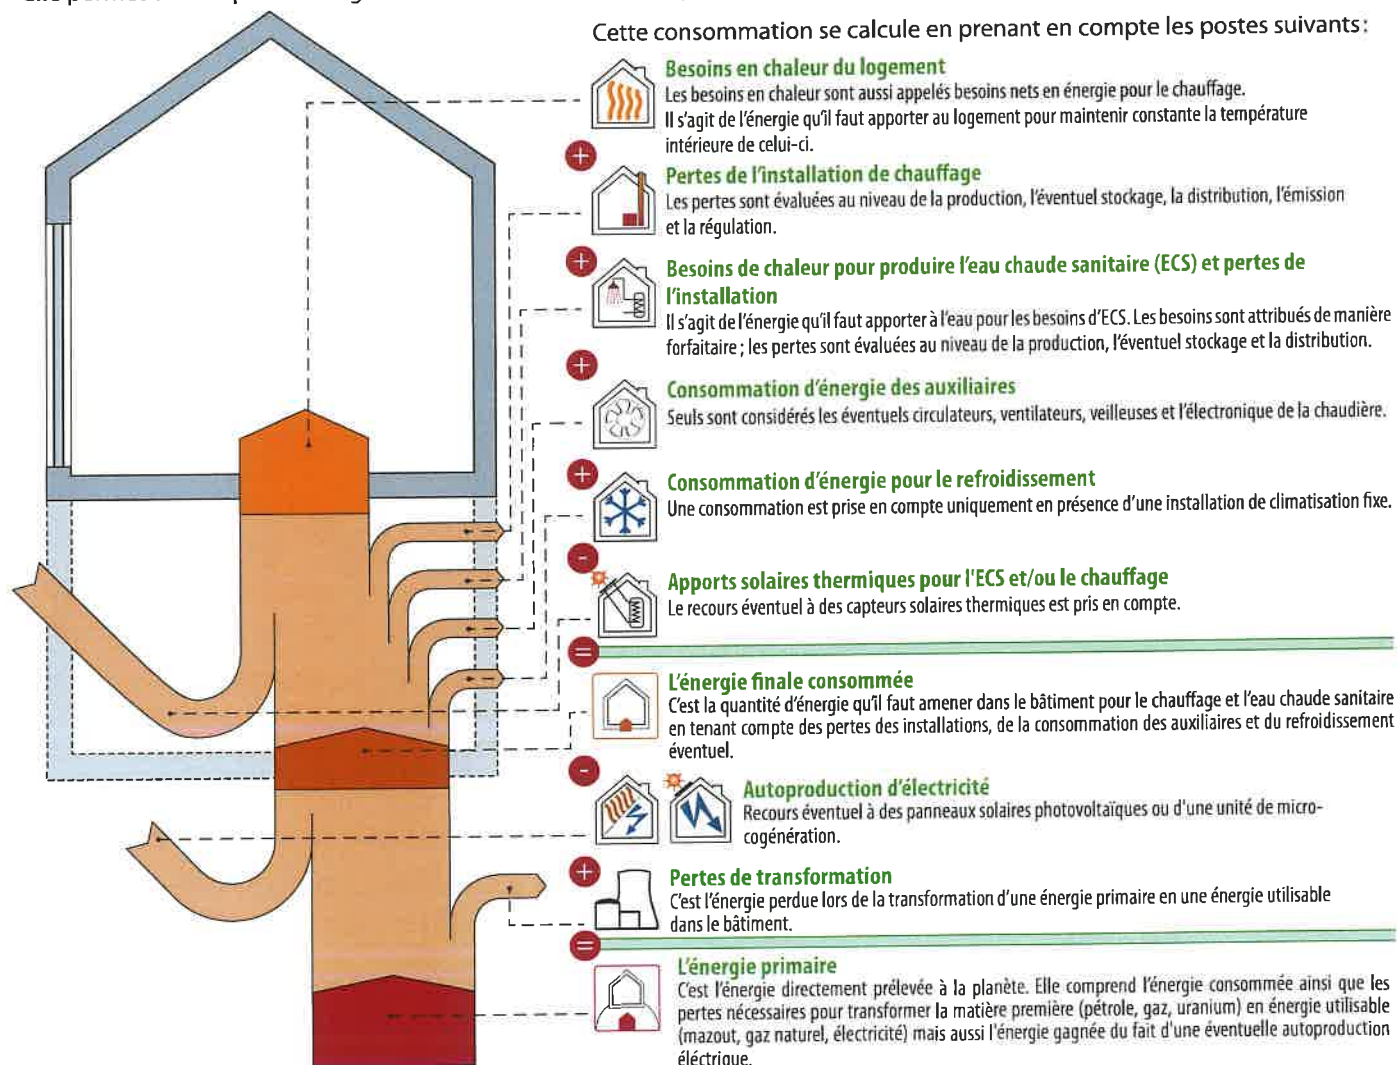 Cette consommation se calcule en prenant en compte les postes suivants :
Besoins en chaleur du logement
Les besoins en chaleur sont aussi appelés besoins nets en énergie pour le chauffage.
Il s'agit de l'énergie qu'il faut apporter au logement pour maintenir constante la température
intérieure de celui-ci.
+
Pertes de l'installation de chauffage
Les pertes sont évaluées au niveau de la production, l'éventuel stockage, la distribution, l'émission
et la régulation.
+
Besoins de chaleur pour produire l'eau chaude sanitaire (ECS) et pertes de
l'installation
Il s'agit de l'énergie qu'il faut apporter à l'eau pour les besoins d'ECS. Les besoins sont attribués de manière
forfaitaire ; les pertes sont évaluées au niveau de la production, l'éventuel stockage et la distribution.
+
Consommation d'énergie des auxiliaires
Seuls sont considérés les éventuels circulateurs, ventilateurs, veilleuses et l'électronique de la chaudière.
+
Consommation d'énergie pour le refroidissement
Une consommation est prise en compte uniquement en présence d'une installation de climatisation fixe.
-
Apports solaires thermiques pour l'ECS et/ou le chauffage
Le recours éventuel à des capteurs solaires thermiques est pris en compte.
=
L'énergie finale consommée
C'est la quantité d'énergie qu'il faut amener dans le bâtiment pour le chauffage et l'eau chaude sanitaire
en tenant compte des pertes des installations, de la consommation des auxiliaires et du refroidissement
éventuel.
-
Autoproduction d'électricité
Recours éventuel à des panneaux solaires photovoltaïques ou d'une unité de micro-
cogénération.
+
Pertes de transformation
C'est l'énergie perdue lors de la transformation d'une énergie primaire en une énergie utilisable
dans le bâtiment.
=
L'énergie primaire
C'est l'énergie directement prélevée à la planète. Elle comprend l'énergie consommée ainsi que les
pertes nécessaires pour transformer la matière première (pétrole, gaz, uranium) en énergie utilisable
(mazout, gaz naturel, électricité) mais aussi l'énergie gagnée du fait d'une éventuelle autoproduction
électrique.